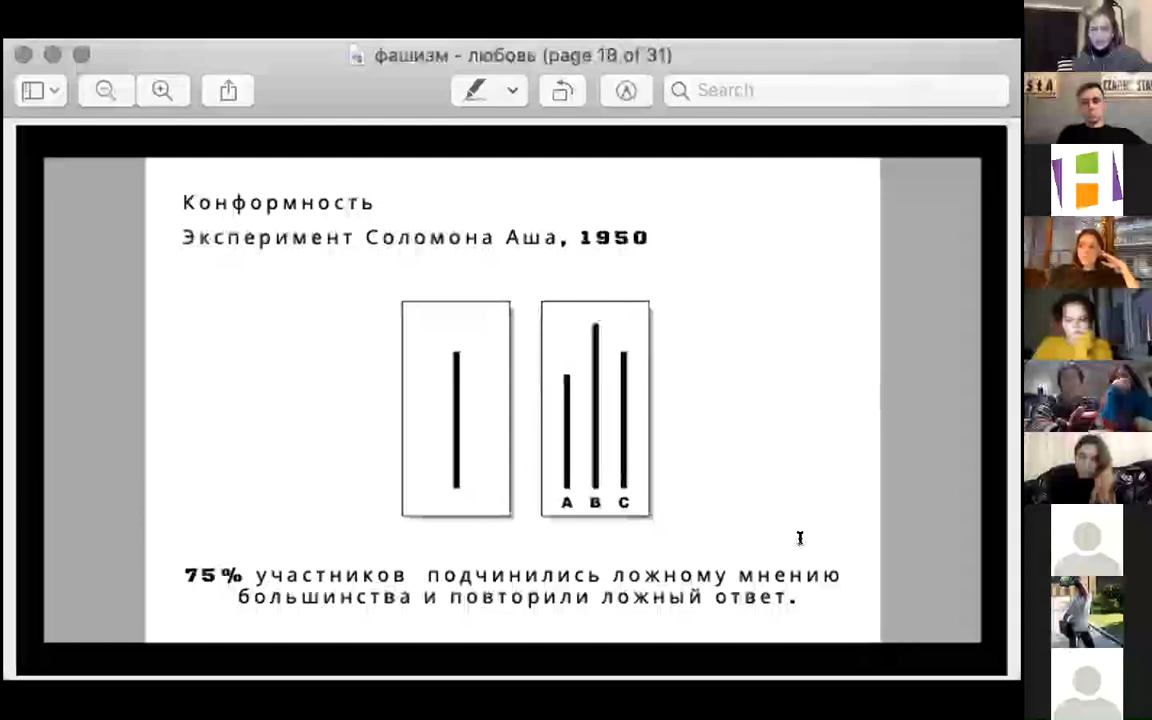 фашизм - любовь (page 18 of 31)
Search
Конформность
Эксперимент Соломона Аша, 1950
A B C
75% участников подчинились ложному мнению
большинства и повторили ложный ответ.